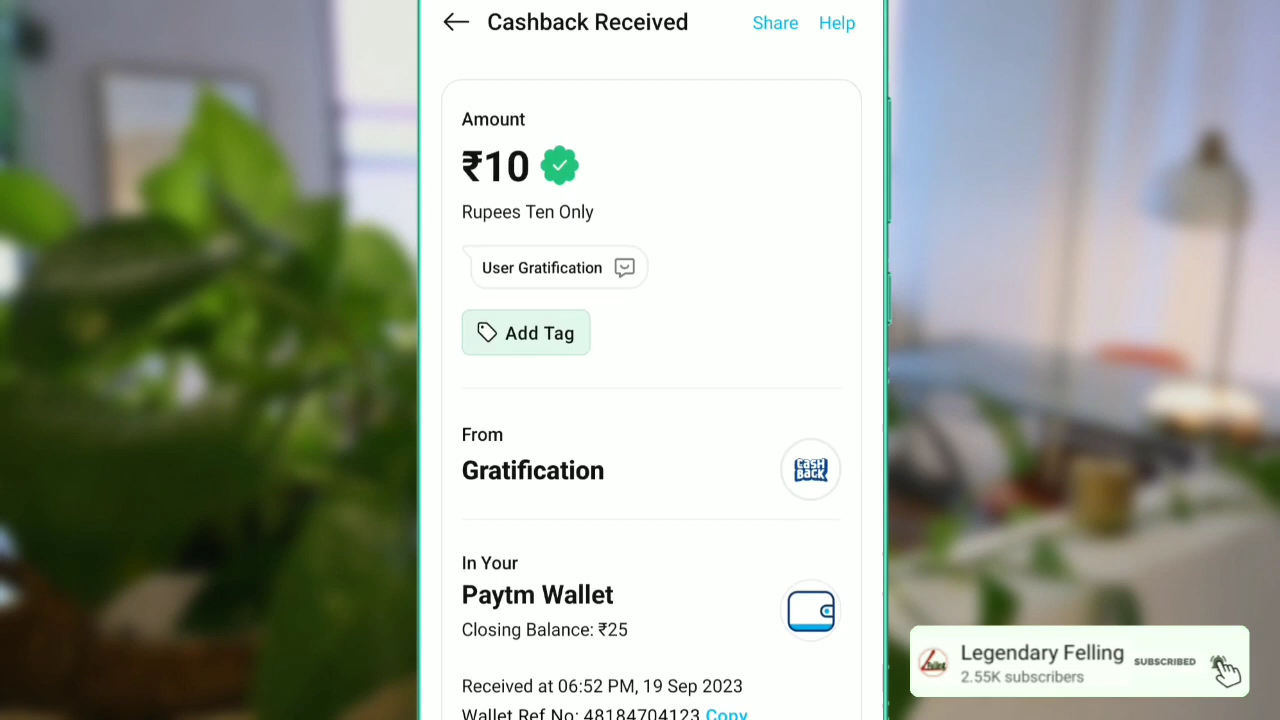 Cashback Received Share Help
Amount
₹10
Rupees Ten Only
User Gratification
Add Tag
From
Gratification
CASH
BACK
In Your
Paytm Wallet
Closing Balance: ₹25
Received at 06:52 PM, 19 Sep 2023
Wallet Ref No: 48184704123 Copy
Legendary Felling
SUBSCRIBED
2.55K subscribers